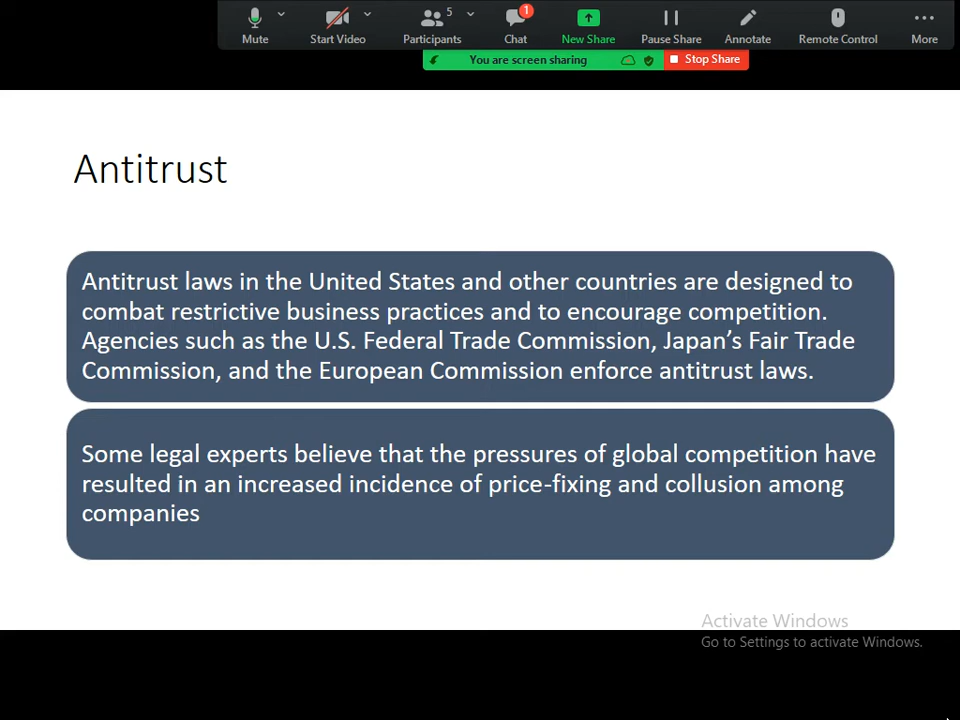 5
1
Mute
Start Video
Participants
Chat
New Share
Pause Share
Annotate
Remote Control
More
You are screen sharing
Stop Share
Antitrust
Antitrust laws in the United States and other countries are designed to
combat restrictive business practices and to encourage competition.
Agencies such as the U.S. Federal Trade Commission, Japan’s Fair Trade
Commission, and the European Commission enforce antitrust laws.
Some legal experts believe that the pressures of global competition have
resulted in an increased incidence of price-fixing and collusion among
companies
Activate Windows
Go to Settings to activate Windows.